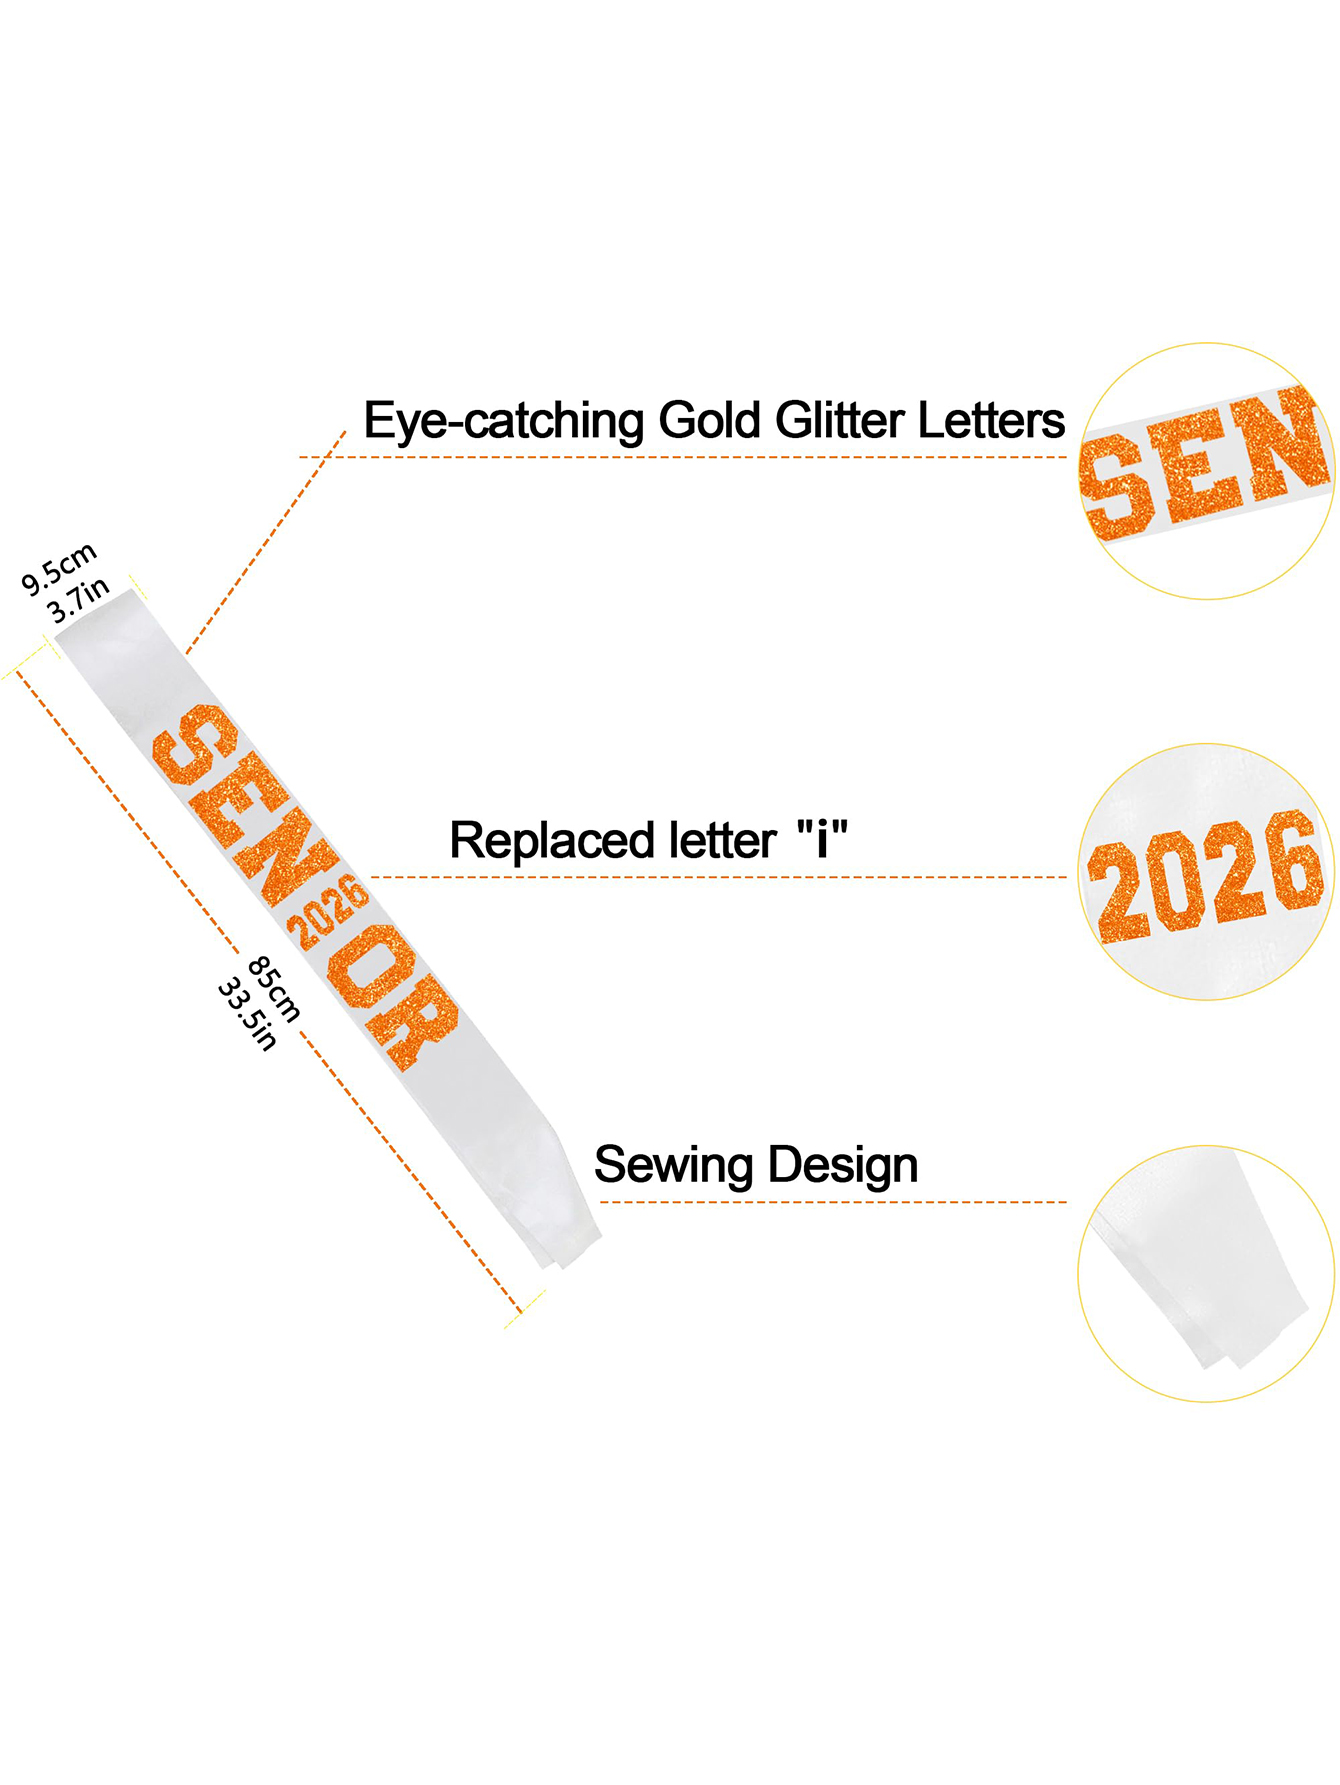 Eye-catching Gold Glitter Letters
SEN
9.5cm
3.7in
SEN
2026
OR
Replaced letter "i"
2026
85cm
33.5in
Sewing Design